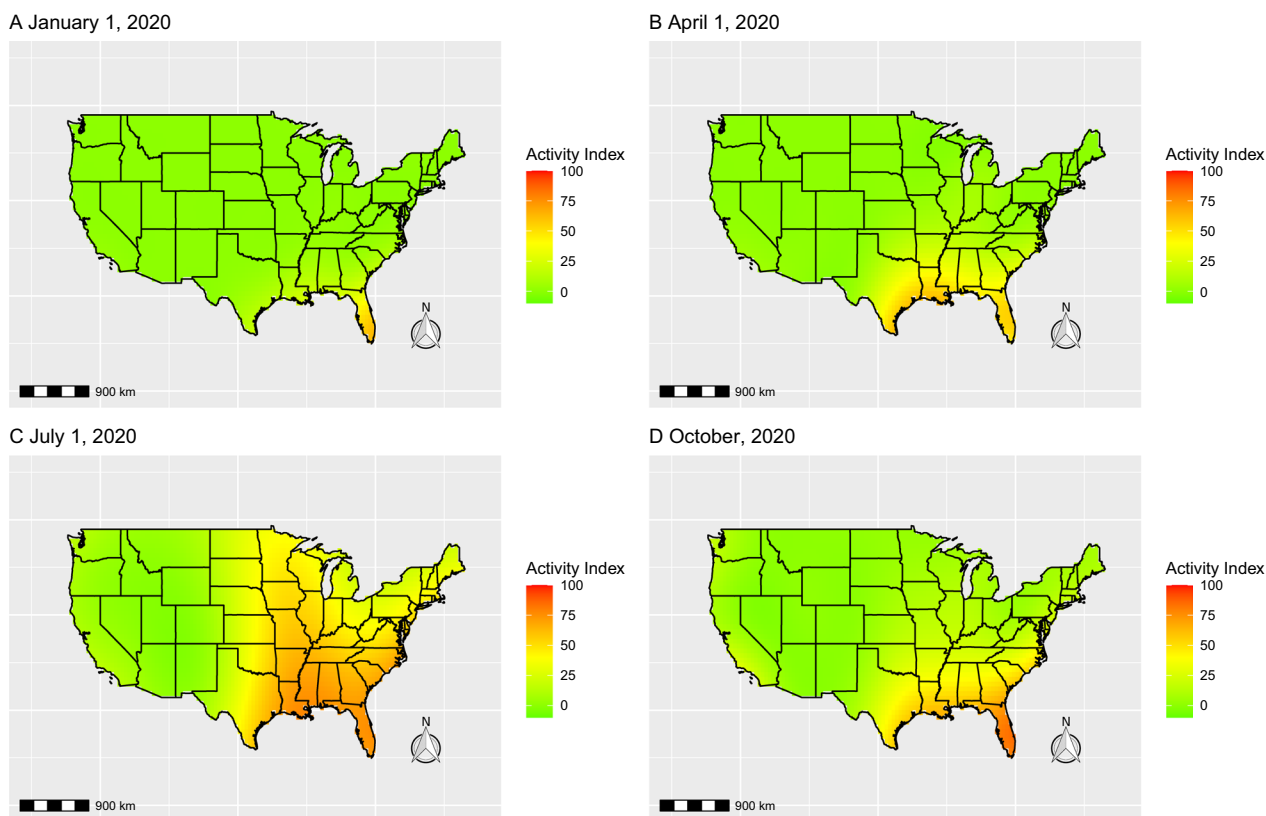 A January 1, 2020
Activity Index
100
75
50
25
0
N
900 km
B April 1, 2020
Activity Index
100
75
50
25
0
N
900 km
C July 1, 2020
Activity Index
100
75
50
25
0
N
900 km
D October, 2020
Activity Index
100
75
50
25
0
N
900 km